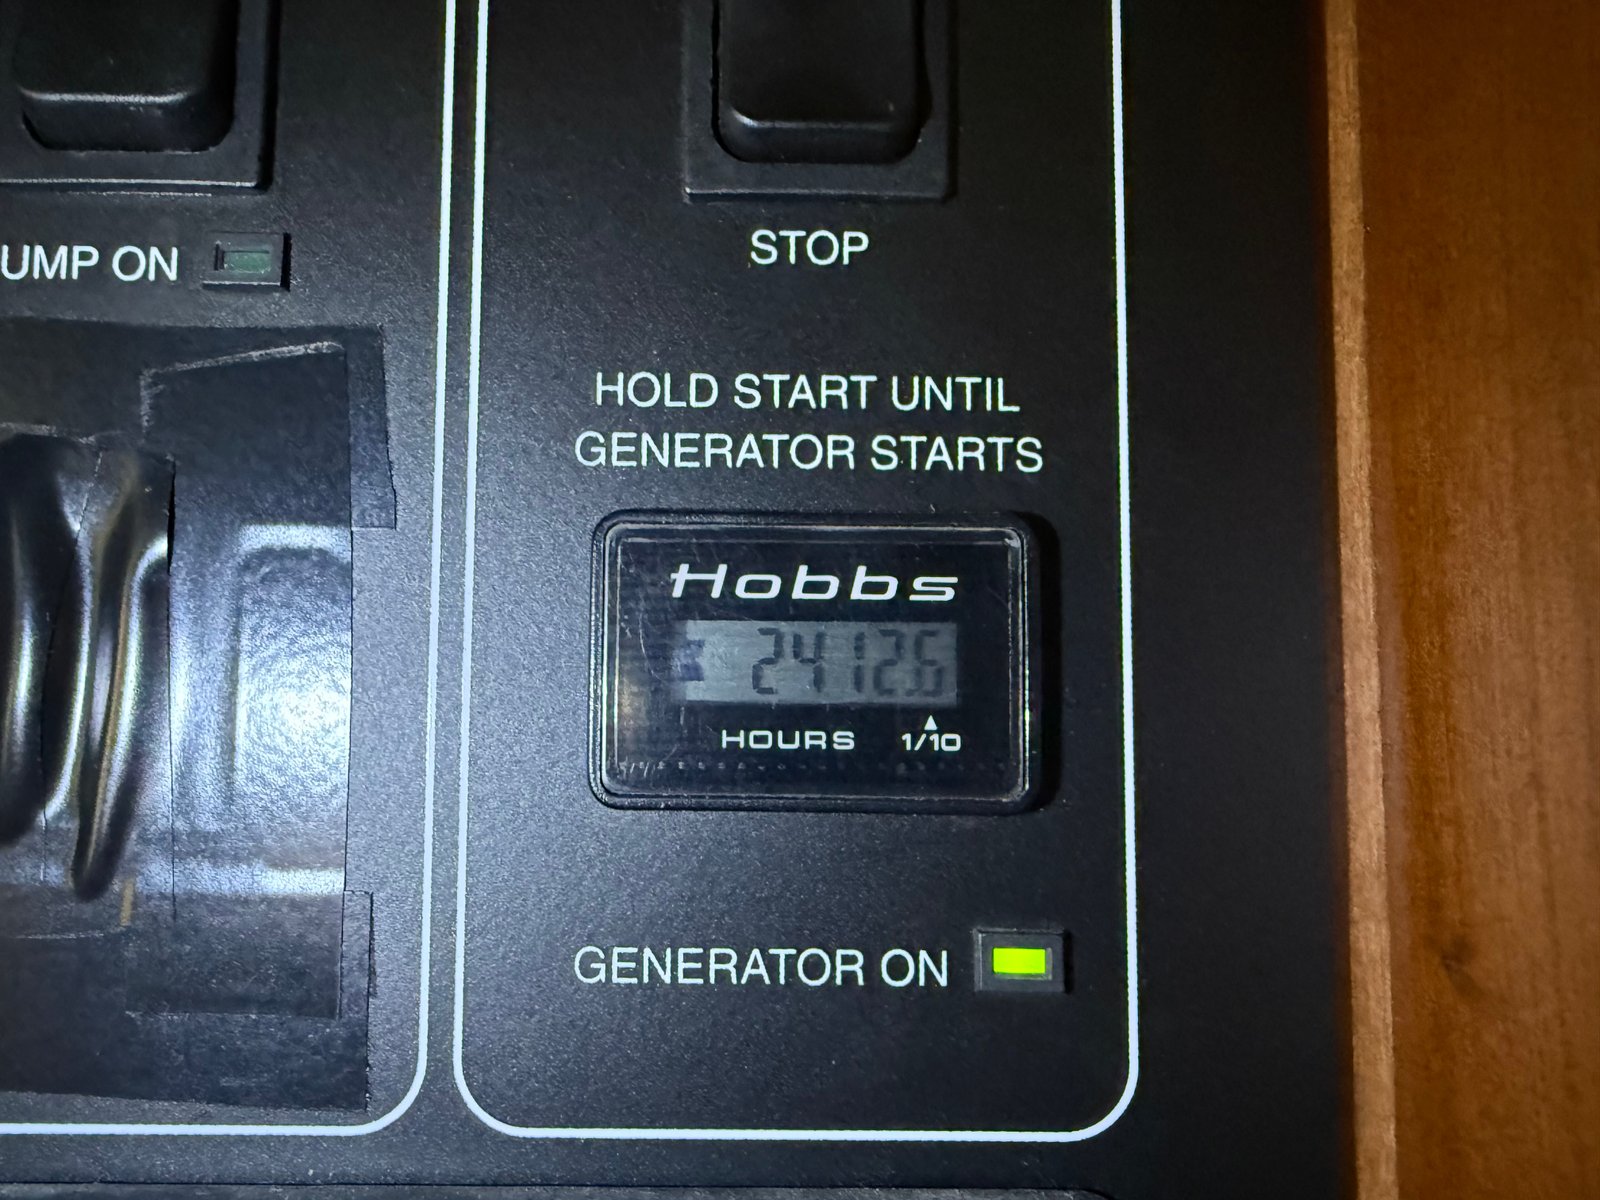 UMP ON
STOP
HOLD START UNTIL
GENERATOR STARTS
Hobbs
2412.6
HOURS 1/10
GENERATOR ON